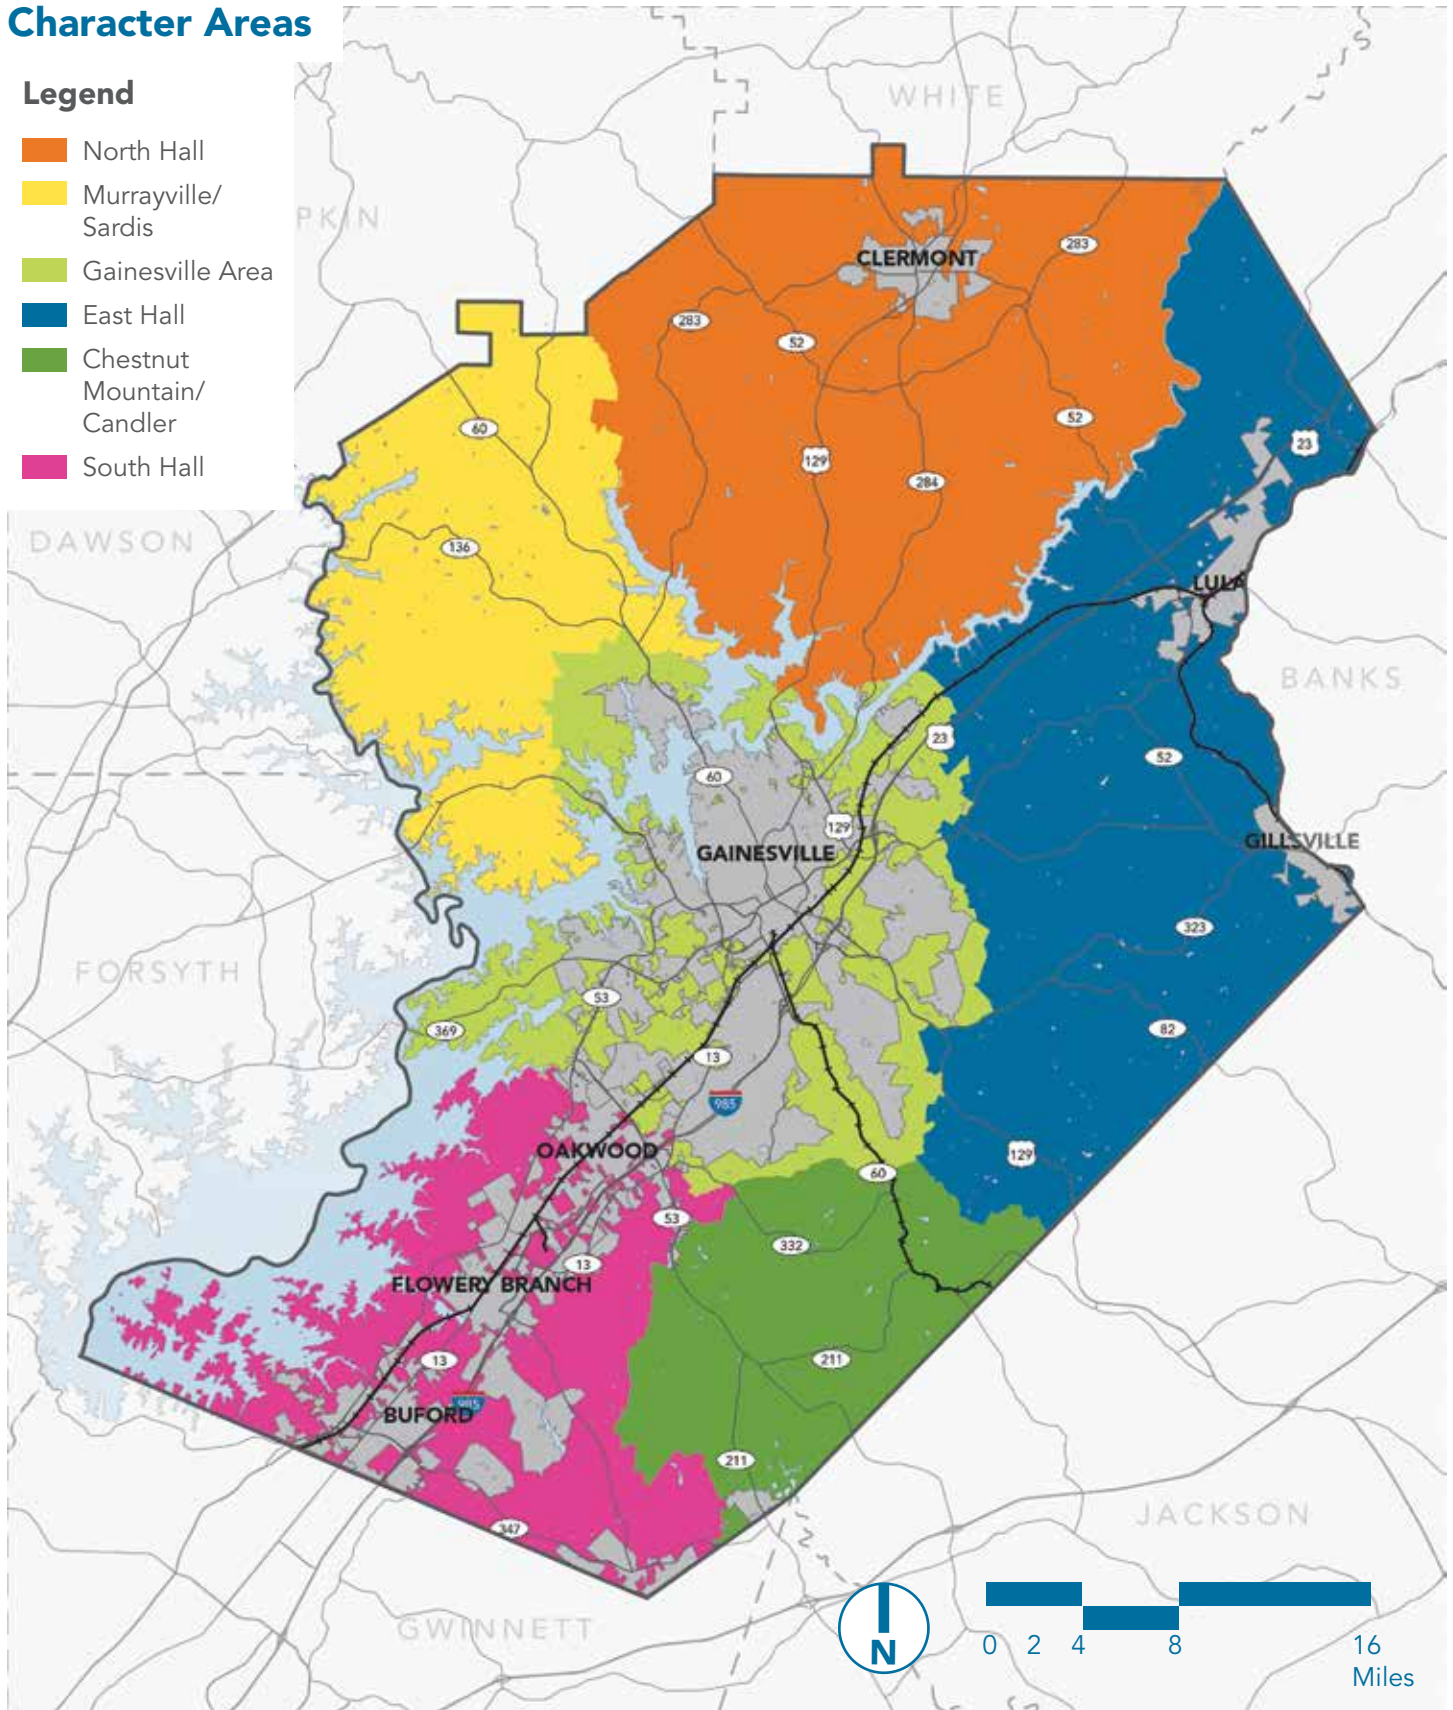 Character Areas
Legend
North Hall
Murrayville/
Sardis
Gainesville Area
East Hall
Chestnut
Mountain/
Candler
South Hall
WHITE
PKIN
CLERMONT
283
283
52
60
52
23
129
284
DAWSON
136
LULA
BANKS
23
52
60
129
GAINESVILLE
GILLSVILLE
323
FORSYTH
53
369
82
13
985
OAKWOOD
129
60
53
332
13
FLOWERY BRANCH
13
211
985
BUFORD
211
347
JACKSON
GWINNETT
N
0 2 4 8 16
Miles